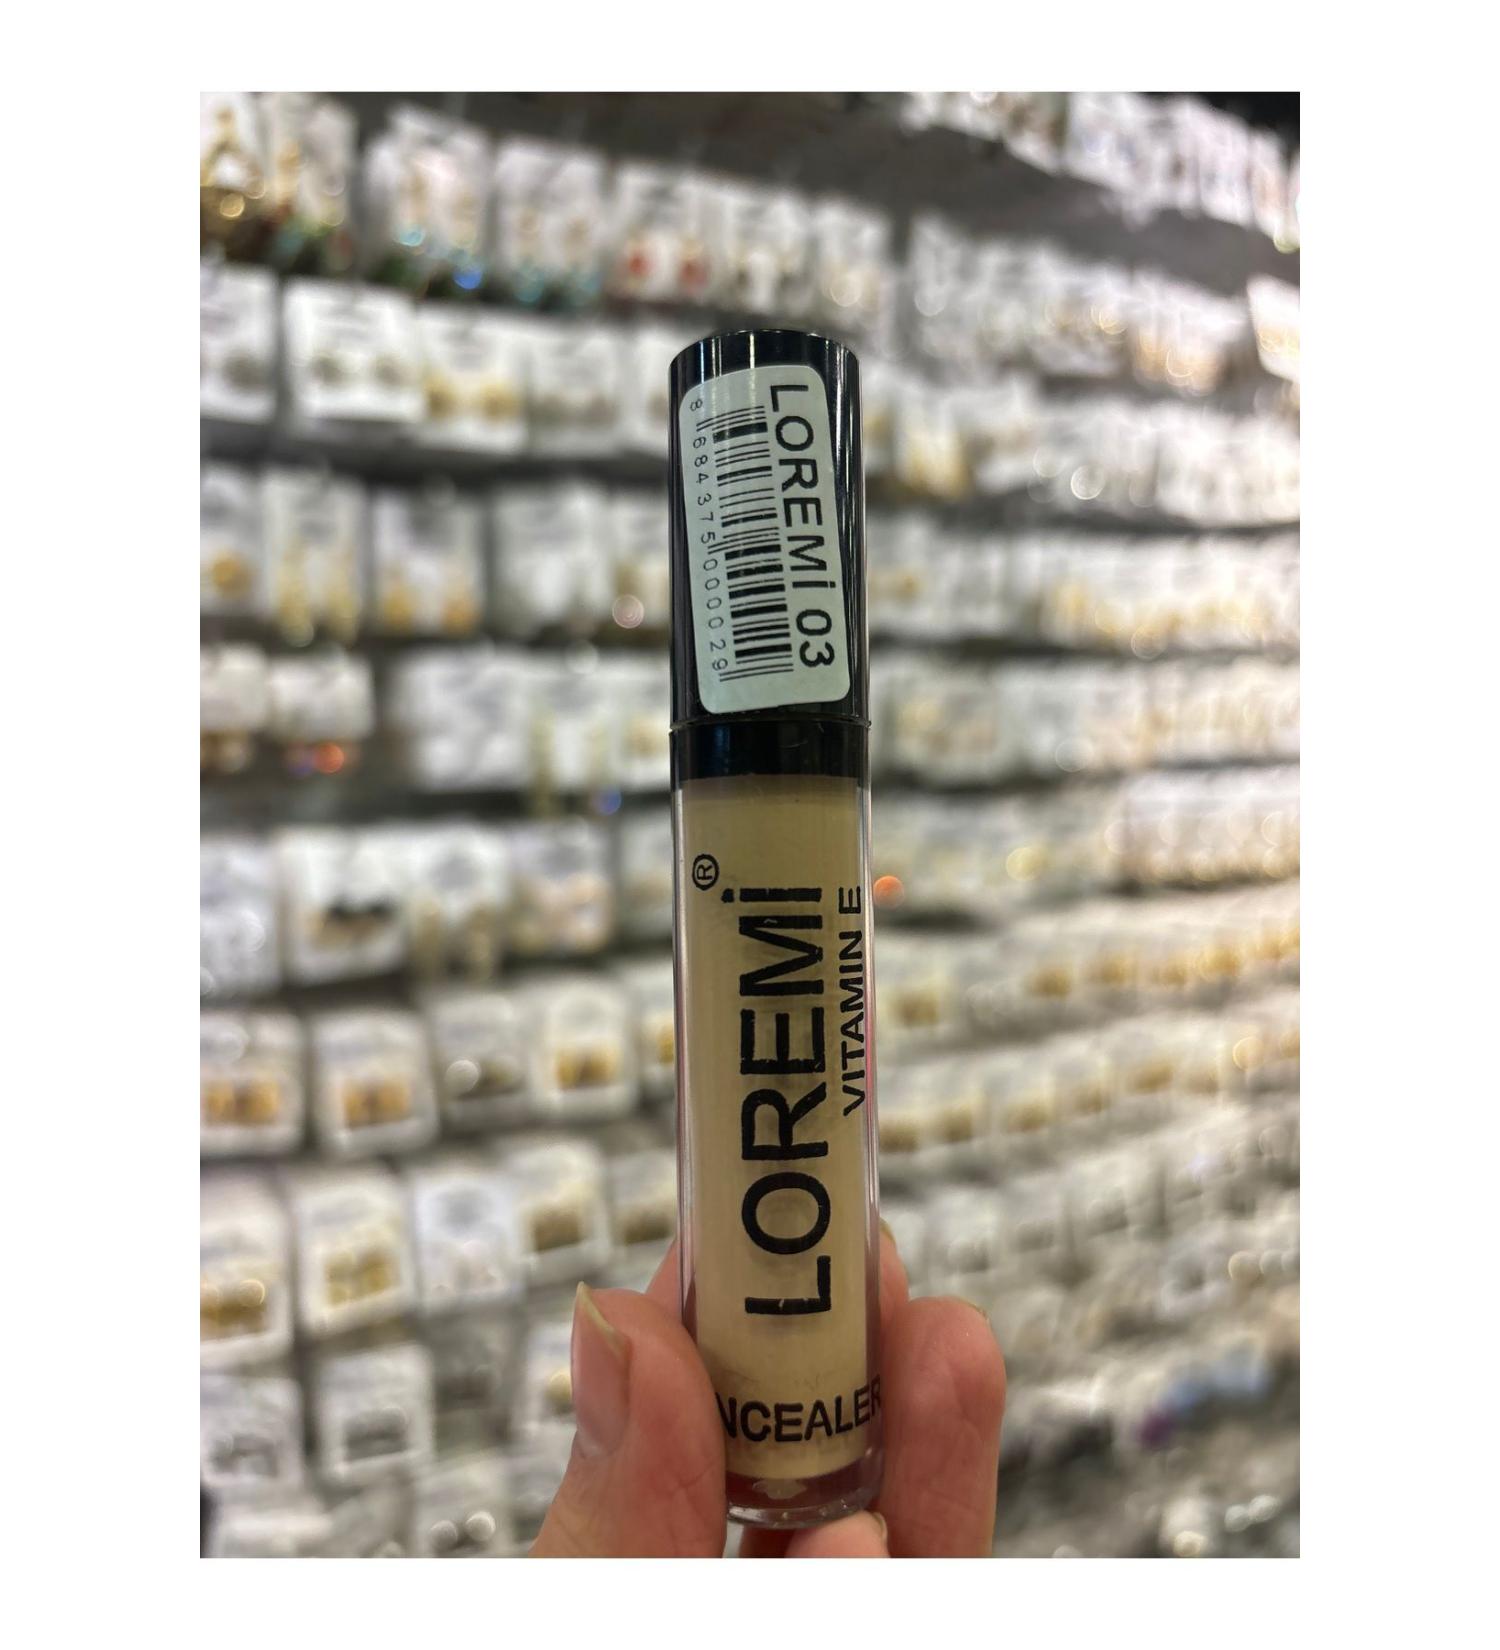 LOREMİ 03
8 684375 000029
LOREMİ®
VITAMIN E
NCEALER